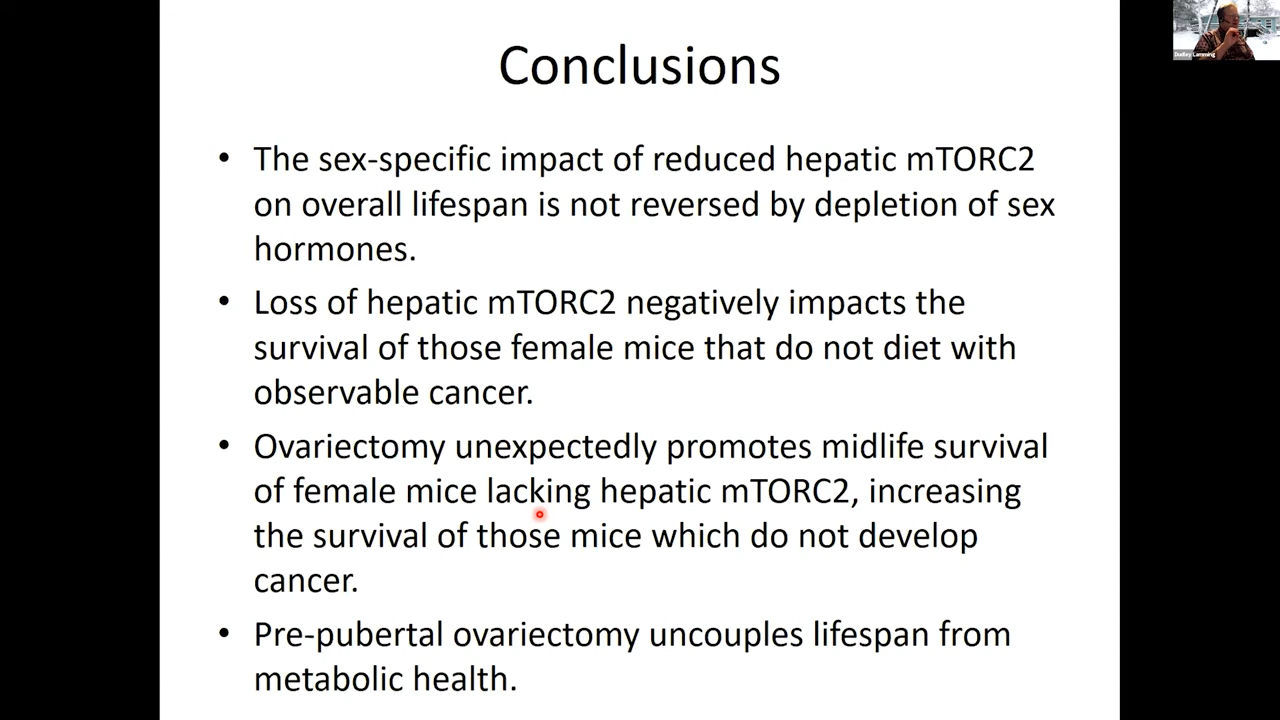 Conclusions
Dudley Lamming
• The sex-specific impact of reduced hepatic mTORC2
on overall lifespan is not reversed by depletion of sex
hormones.
• Loss of hepatic mTORC2 negatively impacts the
survival of those female mice that do not diet with
observable cancer.
• Ovariectomy unexpectedly promotes midlife survival
of female mice lacking hepatic mTORC2, increasing
the survival of those mice which do not develop
cancer.
• Pre-pubertal ovariectomy uncouples lifespan from
metabolic health.